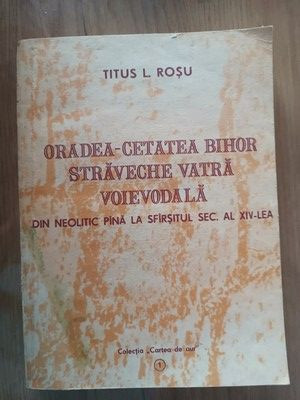 TITUS L. ROȘU
ORADEA-CETATEA BIHOR
STRĂVECHE VATRĂ
VOIEVODALĂ
DIN NEOLITIC PÎNĂ LA SFÎRȘITUL SEC. AL XIV-LEA
Colecția „Cartea de aur"
1